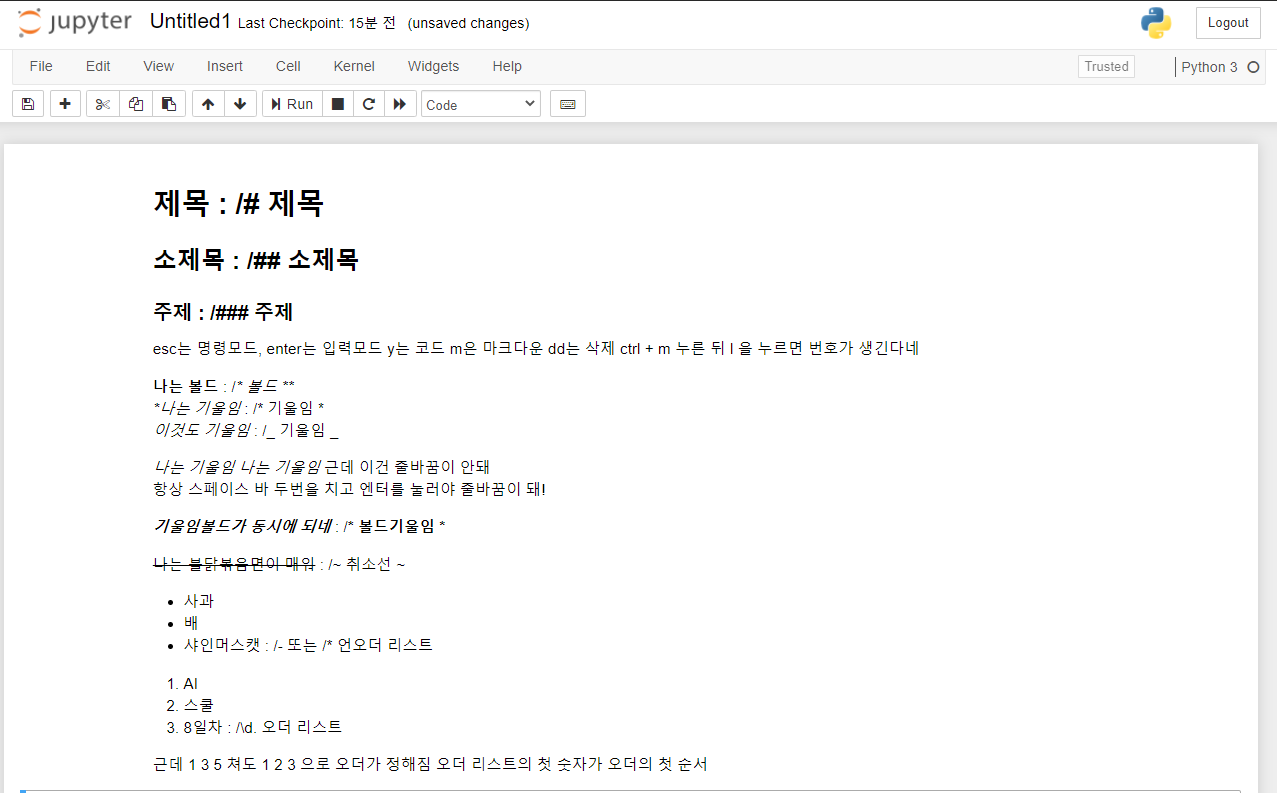 jupyter Untitled1 Last Checkpoint: 15분 전 (unsaved changes) Logout
File Edit View Insert Cell Kernel Widgets Help Trusted Python 3
Run Code
제목 : /# 제목
소제목 : /## 소제목
주제 : /### 주제
esc는 명령모드, enter는 입력모드 y는 코드 m은 마크다운 dd는 삭제 ctrl + m 누른 뒤 l 을 누르면 번호가 생긴다네
나는 볼드 : /* 볼드 **
*나는 기울임 : /* 기울임 *
이것도 기울임 : /_ 기울임 _
나는 기울임 나는 기울임 근데 이건 줄바꿈이 안돼
항상 스페이스 바 두번을 치고 엔터를 눌러야 줄바꿈이 돼!
기울임볼드가 동시에 되네 : /* 볼드기울임 *
나는 불닭볶음면이 매워 : /~ 취소선 ~
• 사과
• 배
• 샤인머스캣 : /- 또는 /* 언오더 리스트
1. AI
2. 스쿨
3. 8일차 : /\d. 오더 리스트
근데 1 3 5 쳐도 1 2 3 으로 오더가 정해짐 오더 리스트의 첫 숫자가 오더의 첫 순서